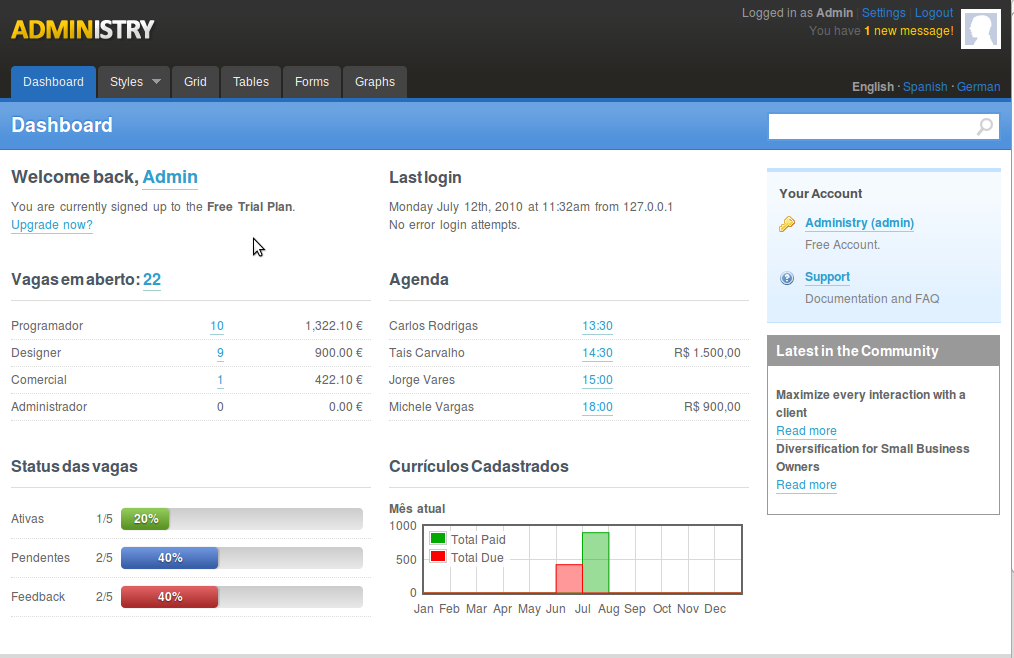 ADMINISTRY
Logged in as Admin | Settings | Logout
You have 1 new message!
Dashboard
Styles
Grid
Tables
Forms
Graphs
English · Spanish · German
Dashboard
Welcome back, Admin
You are currently signed up to the Free Trial Plan.
Upgrade now?
Last login
Monday July 12th, 2010 at 11:32am from 127.0.0.1
No error login attempts.
Vagas em aberto: 22
Programador 10 1,322.10 €
Designer 9 900.00 €
Comercial 1 422.10 €
Administrador 0 0.00 €
Agenda
Carlos Rodrigas 13:30
Tais Carvalho 14:30 R$ 1.500,00
Jorge Vares 15:00
Michele Vargas 18:00 R$ 900,00
Status das vagas
Ativas 1/5 20%
Pendentes 2/5 40%
Feedback 2/5 40%
Currículos Cadastrados
Mês atual
1000
500
0
Total Paid
Total Due
Jan Feb Mar Apr May Jun Jul Aug Sep Oct Nov Dec
Your Account
Administry (admin)
Free Account.
Support
Documentation and FAQ
Latest in the Community
Maximize every interaction with a
client
Read more
Diversification for Small Business
Owners
Read more